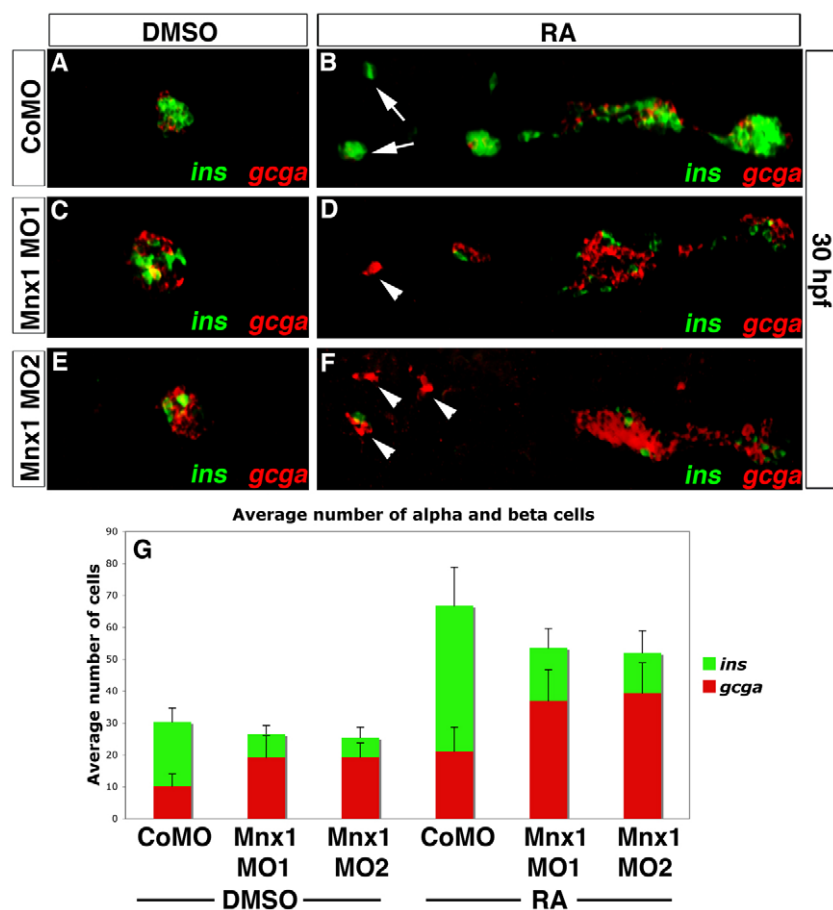 DMSO
RA
CoMO
A
ins gcga
B
ins gcga
Mnx1 MO1
C
ins gcga
D
ins gcga
Mnx1 MO2
E
ins gcga
F
ins gcga
30 hpf
Average number of alpha and beta cells
G
Average number of cells
90
80
70
60
50
40
30
20
10
0
ins
gcga
CoMO
Mnx1 MO1
Mnx1 MO2
CoMO
Mnx1 MO1
Mnx1 MO2
DMSO
RA